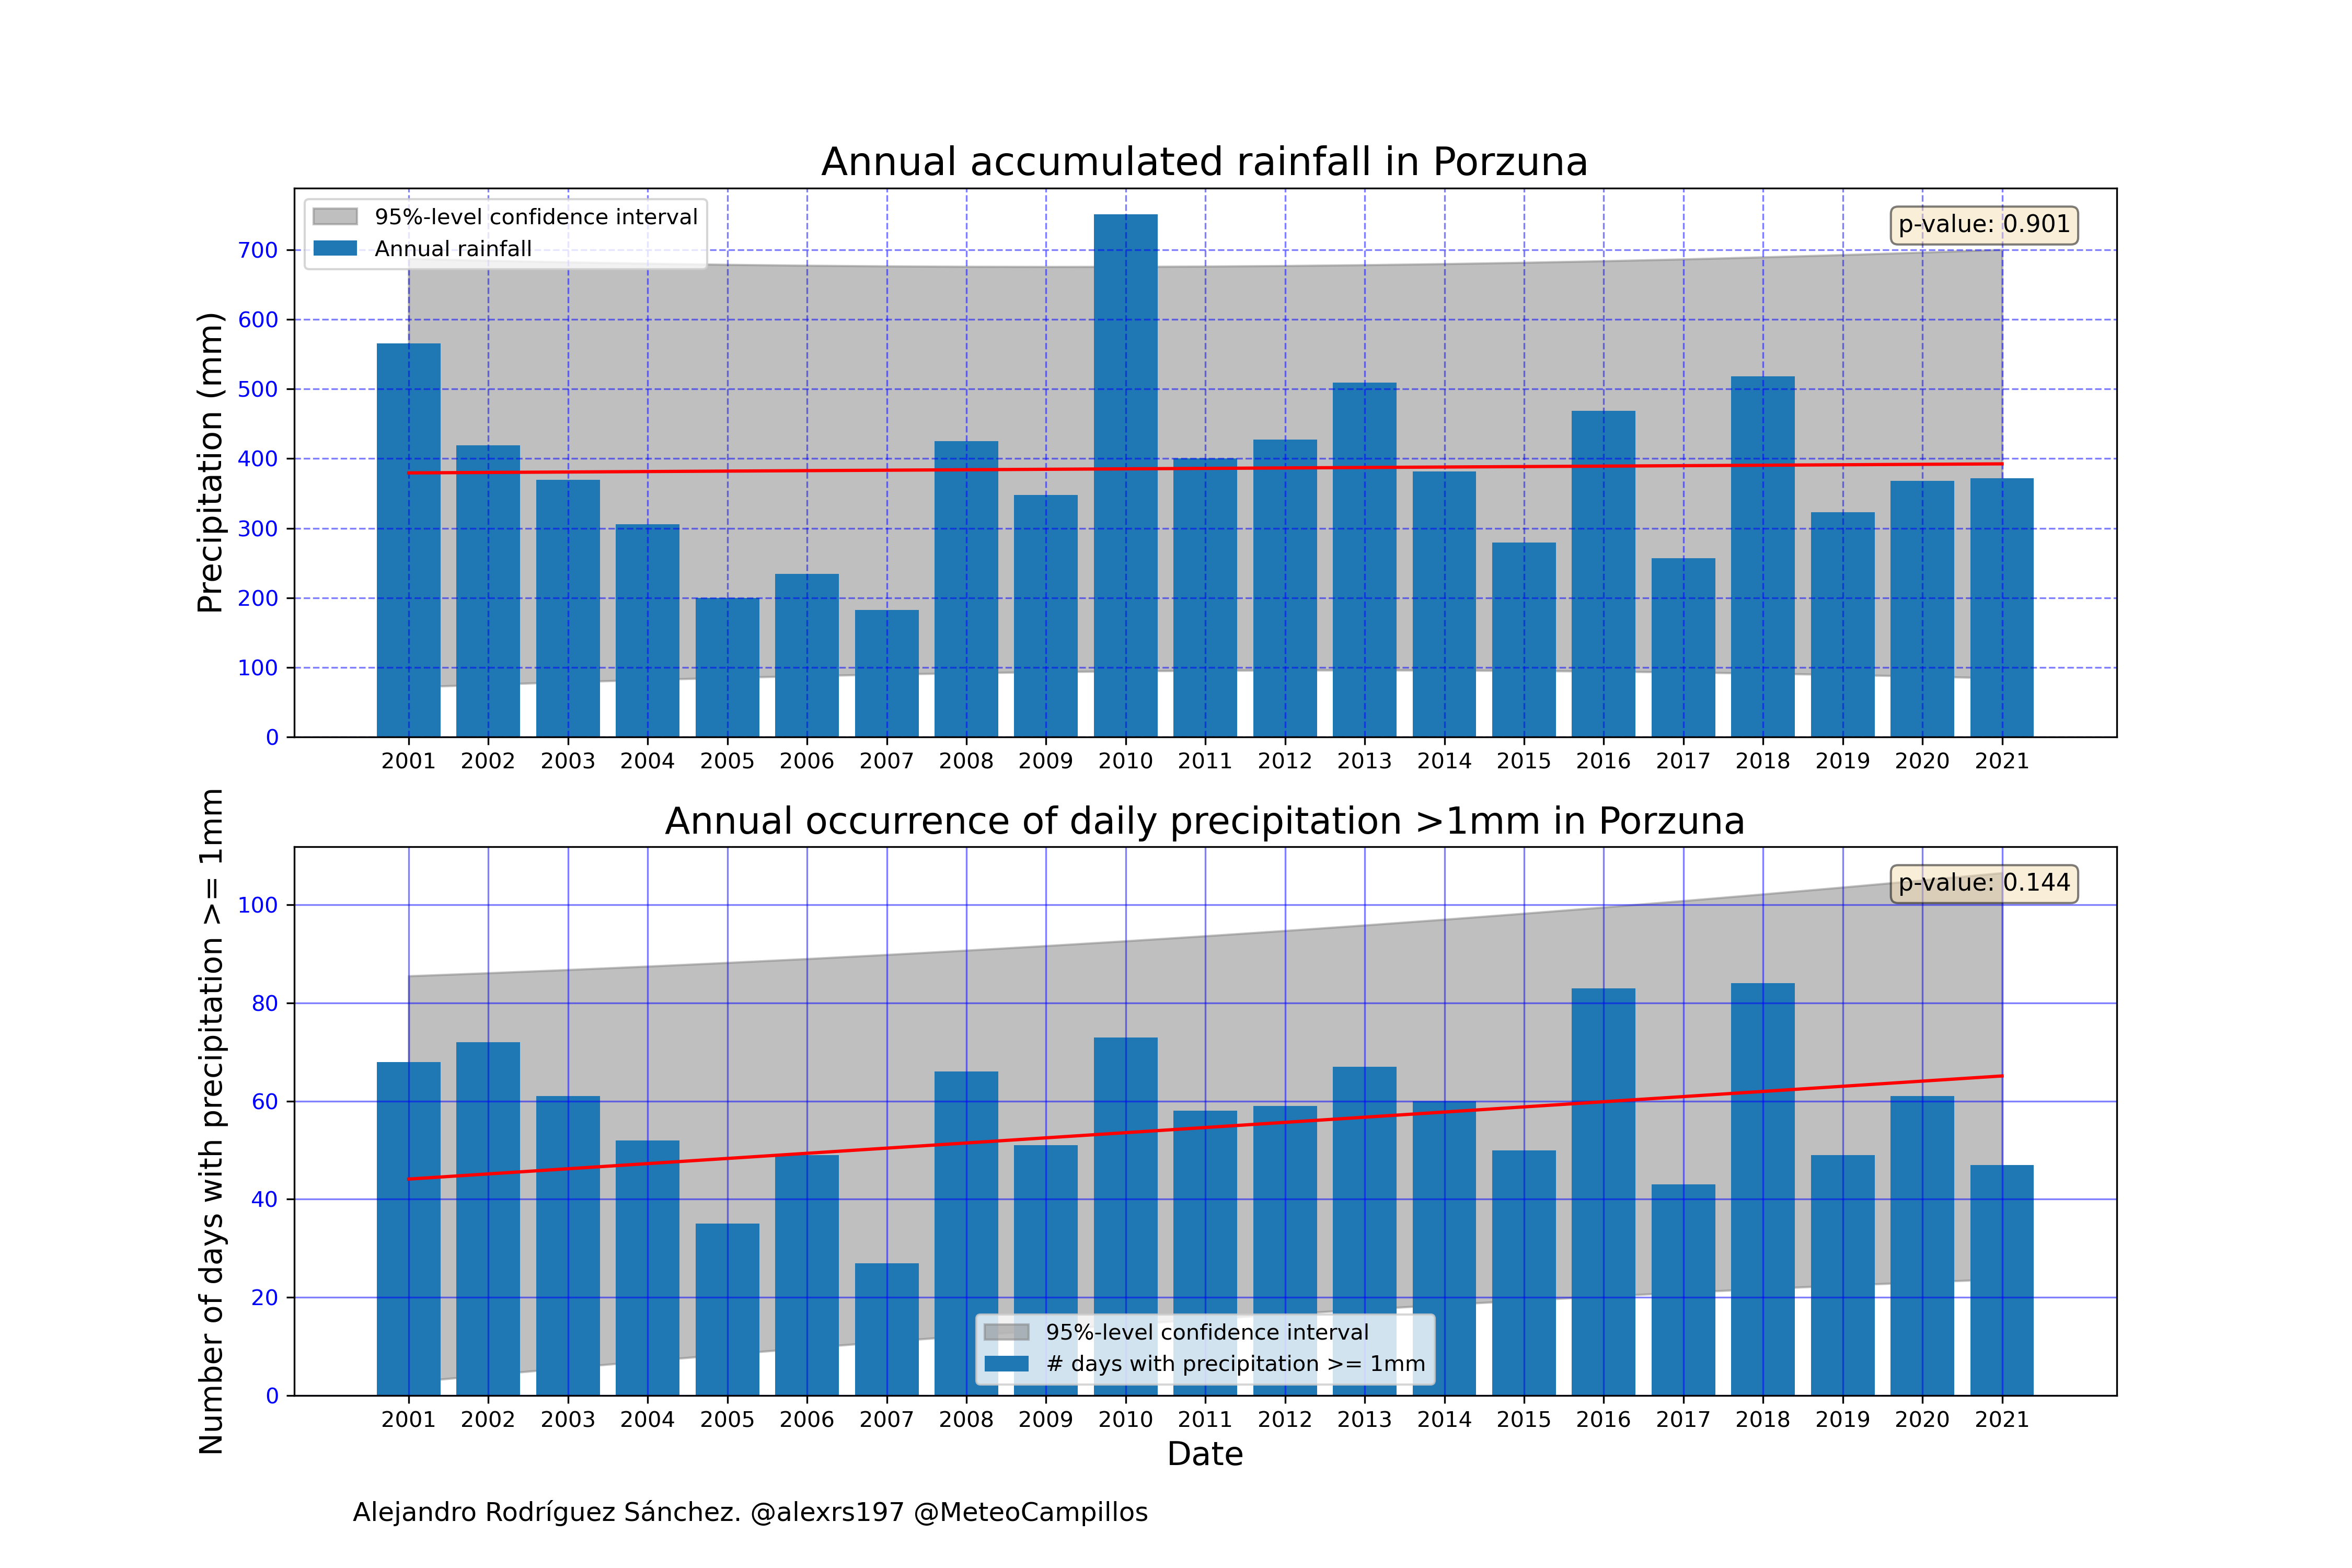 Annual accumulated rainfall in Porzuna
95%-level confidence interval
Annual rainfall
p-value: 0.901
Precipitation (mm)
700
600
500
400
300
200
100
0
2001 2002 2003 2004 2005 2006 2007 2008 2009 2010 2011 2012 2013 2014 2015 2016 2017 2018 2019 2020 2021
Annual occurrence of daily precipitation >1mm in Porzuna
p-value: 0.144
Number of days with precipitation >= 1mm
100
80
60
40
20
0
95%-level confidence interval
# days with precipitation >= 1mm
2001 2002 2003 2004 2005 2006 2007 2008 2009 2010 2011 2012 2013 2014 2015 2016 2017 2018 2019 2020 2021
Date
Alejandro Rodríguez Sánchez. @alexrs197 @MeteoCampillos